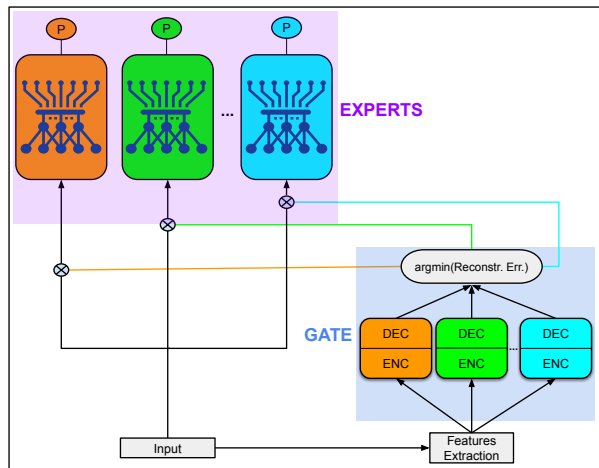 P
P
P
...
EXPERTS
argmin(Reconstr. Err.)
GATE
DEC
DEC
DEC
...
ENC
ENC
ENC
Input
Features
Extraction